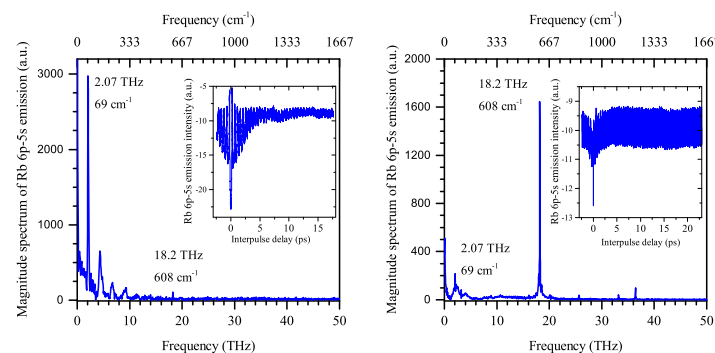 Frequency (cm⁻¹)
0 333 667 1000 1333 1667
Magnitude spectrum of Rb 6p-5s emission (a.u.)
3000
2000
1000
0
2.07 THz
69 cm⁻¹
18.2 THz
608 cm⁻¹
Rb 6p-5s emission intensity (a.u.)
-5
-10
-15
-20
0 5 10 15
Interpulse delay (ps)
0 10 20 30 40 50
Frequency (THz)
Frequency (cm⁻¹)
0 333 667 1000 1333 1667
Magnitude spectrum of Rb 6p-5s emission (a.u.)
2000
1600
1200
800
400
0
18.2 THz
608 cm⁻¹
2.07 THz
69 cm⁻¹
Rb 6p-5s emission intensity (a.u.)
-9
-10
-11
-12
-13
0 5 10 15 20
Interpulse delay (ps)
0 10 20 30 40 50
Frequency (THz)